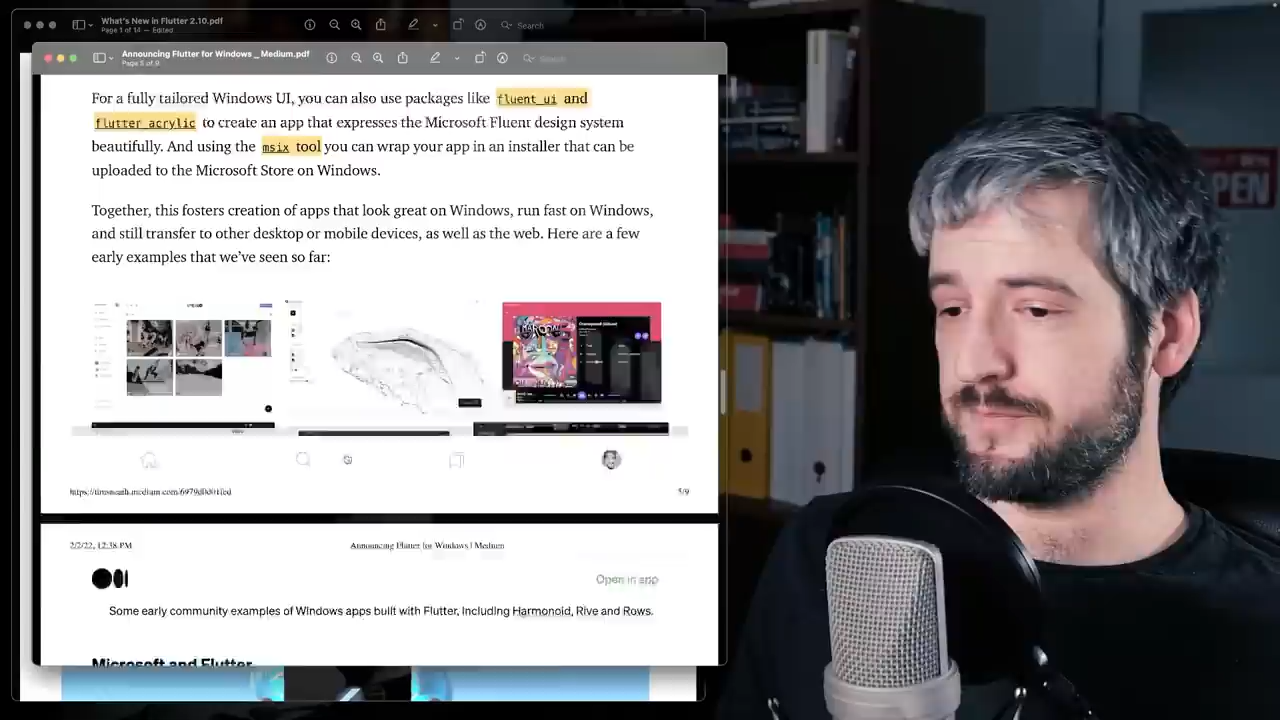 What's New in Flutter 2.10.pdf
Page 1 of 14 — Edited
Search
Announcing Flutter for Windows _ Medium.pdf
Page 5 of 9
Search
For a fully tailored Windows UI, you can also use packages like fluent_ui and
flutter_acrylic to create an app that expresses the Microsoft Fluent design system
beautifully. And using the msix tool you can wrap your app in an installer that can be
uploaded to the Microsoft Store on Windows.
Together, this fosters creation of apps that look great on Windows, run fast on Windows,
and still transfer to other desktop or mobile devices, as well as the web. Here are a few
early examples that we've seen so far:
5/9
2/2/22, 12:38 PM
Announcing Flutter for Windows | Medium
Open in app
Some early community examples of Windows apps built with Flutter, including Harmonoid, Rive and Rows.
Microsoft and Flutter
PEN